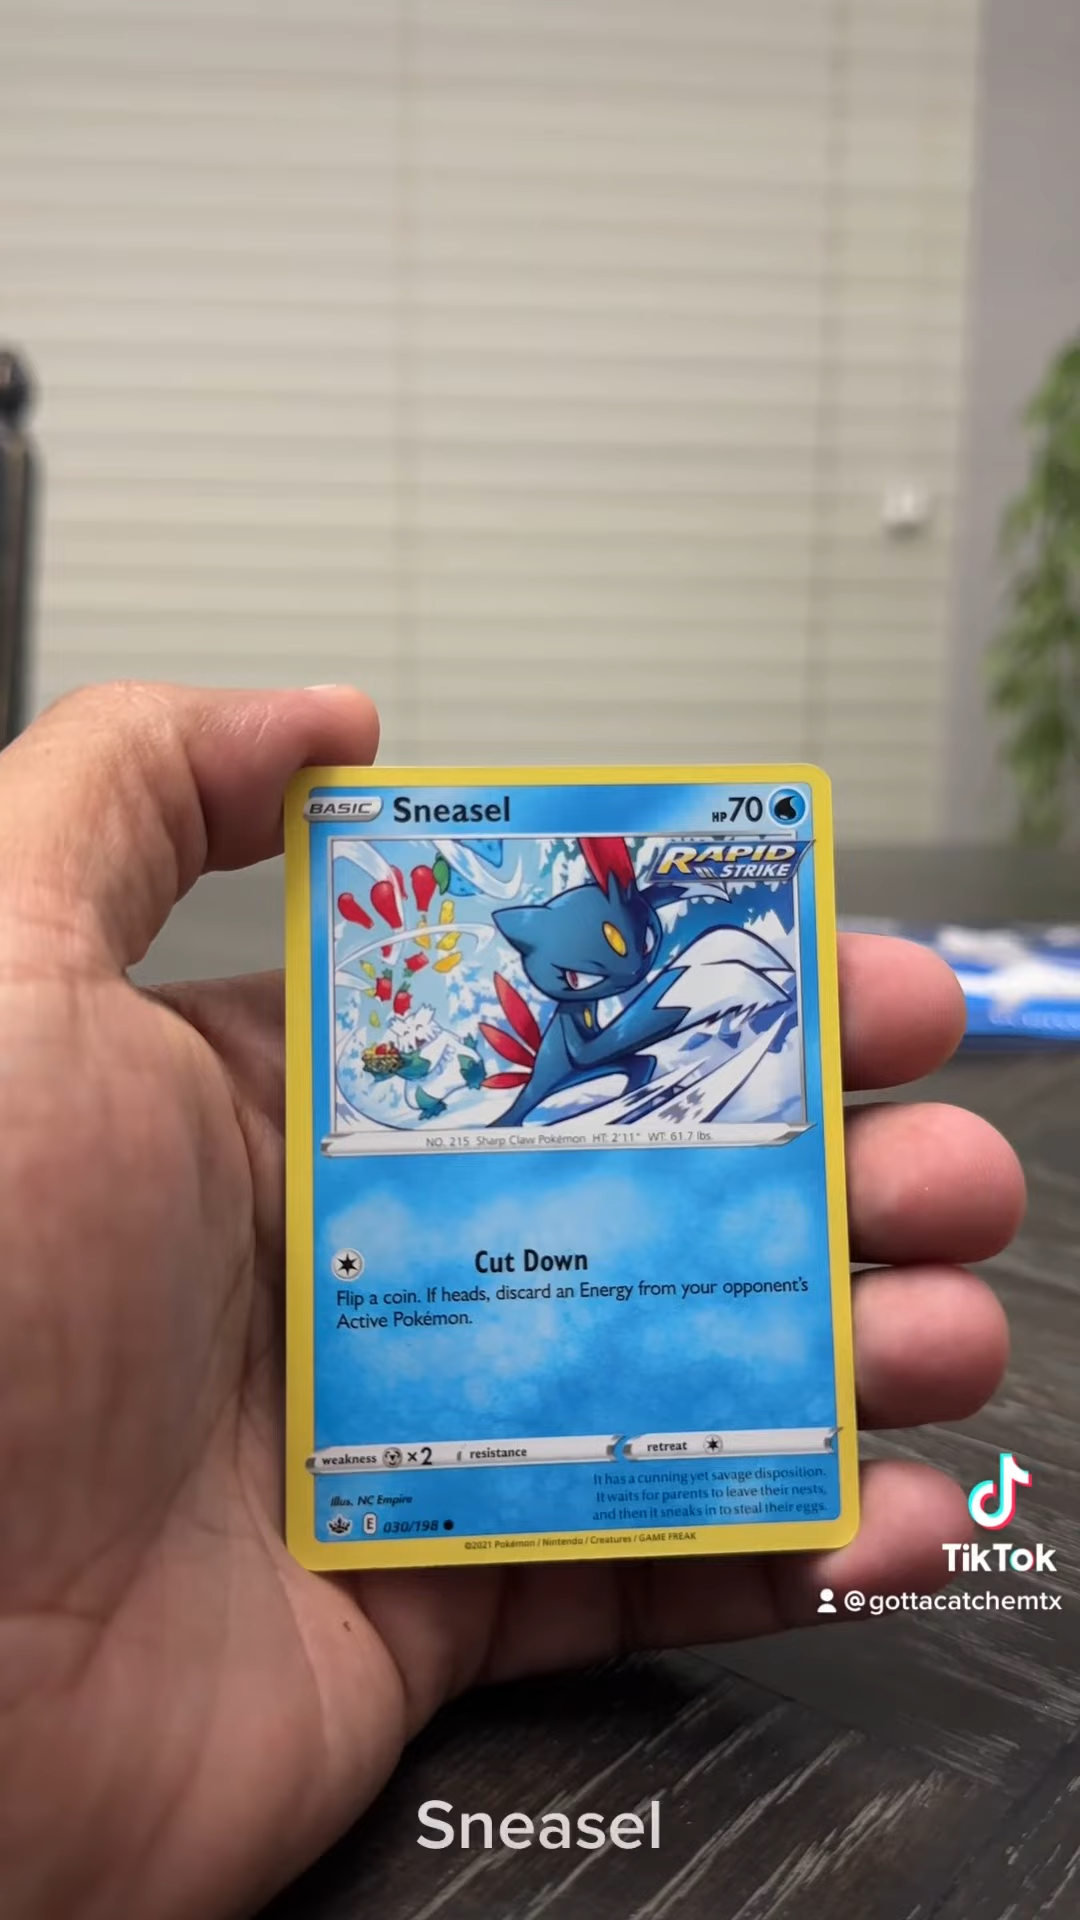 BASIC Sneasel HP 70
RAPID
STRIKE
NO. 215 Sharp Claw Pokémon HT: 2'11" WT: 61.7 lbs.
Cut Down
Flip a coin. If heads, discard an Energy from your opponent's
Active Pokémon.
weakness ×2 resistance retreat
It has a cunning yet savage disposition.
It waits for parents to leave their nests,
and then it sneaks in to steal their eggs.
Illus. NC Empire
E 030/198
©2021 Pokémon / Nintendo / Creatures / GAME FREAK
TikTok
@gottacatchemtx
Sneasel